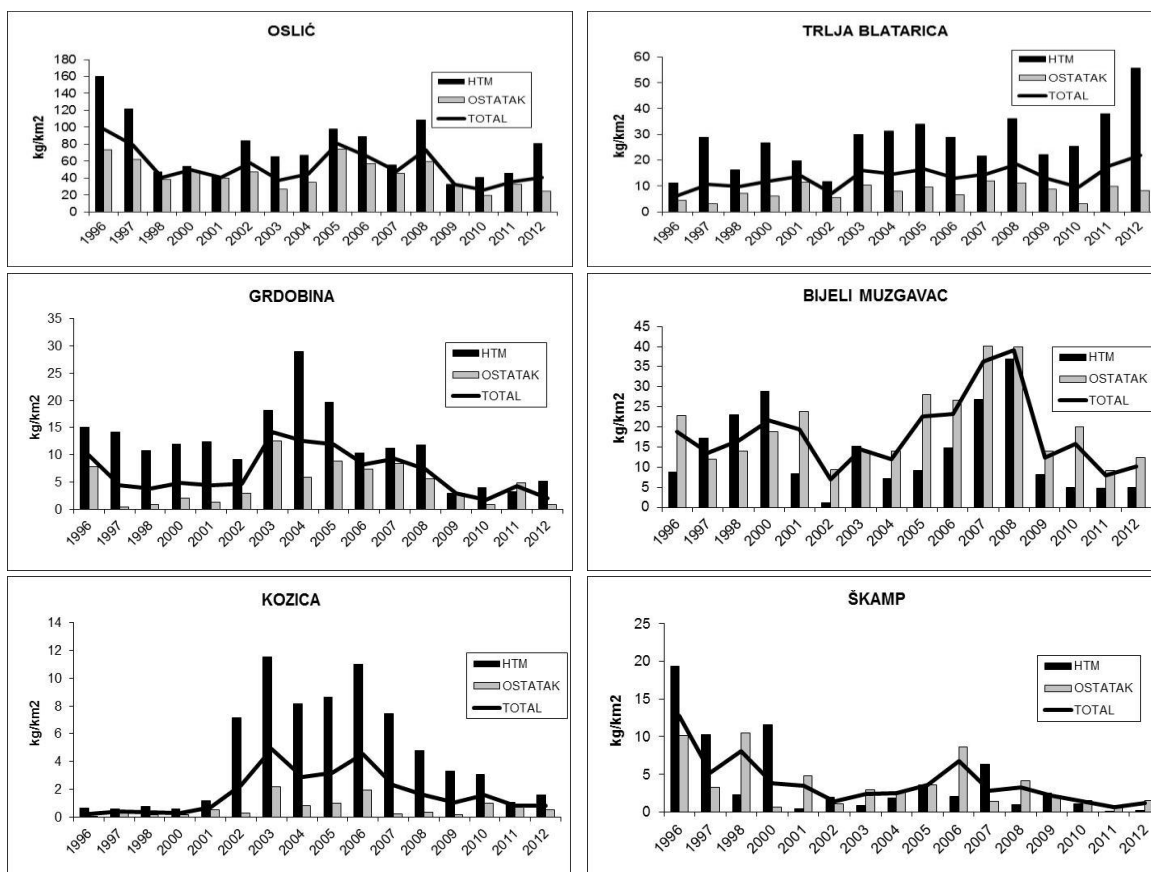 OSLIĆ
kg/km2
180
160
140
120
100
80
60
40
20
0
HTM
OSTATAK
TOTAL
1996 1997 1998 2000 2001 2002 2003 2004 2005 2006 2007 2008 2009 2010 2011 2012
TRLJA BLATARICA
kg/km2
60
50
40
30
20
10
0
HTM
OSTATAK
TOTAL
1996 1997 1998 2000 2001 2002 2003 2004 2005 2006 2007 2008 2009 2010 2011 2012
GRDOBINA
kg/km2
35
30
25
20
15
10
5
0
HTM
OSTATAK
TOTAL
1996 1997 1998 2000 2001 2002 2003 2004 2005 2006 2007 2008 2009 2010 2011 2012
BIJELI MUZGAVAC
kg/km2
45
40
35
30
25
20
15
10
5
0
HTM
OSTATAK
TOTAL
1996 1997 1998 2000 2001 2002 2003 2004 2005 2006 2007 2008 2009 2010 2011 2012
KOZICA
kg/km2
14
12
10
8
6
4
2
0
HTM
OSTATAK
TOTAL
1996 1997 1998 2000 2001 2002 2003 2004 2005 2006 2007 2008 2009 2010 2011 2012
ŠKAMP
kg/km2
25
20
15
10
5
0
HTM
OSTATAK
TOTAL
1996 1997 1998 2000 2001 2002 2003 2004 2005 2006 2007 2008 2009 2010 2011 2012